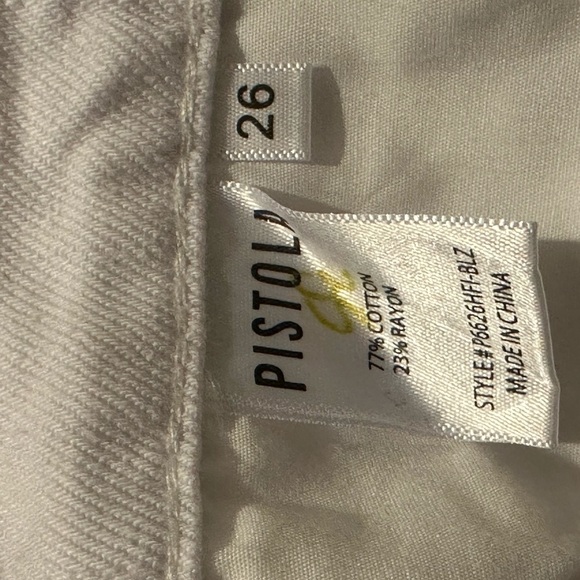 26
PISTOLA
77% COTTON
23% RAYON
STYLE# P6626HFI-BLZ
MADE IN CHINA